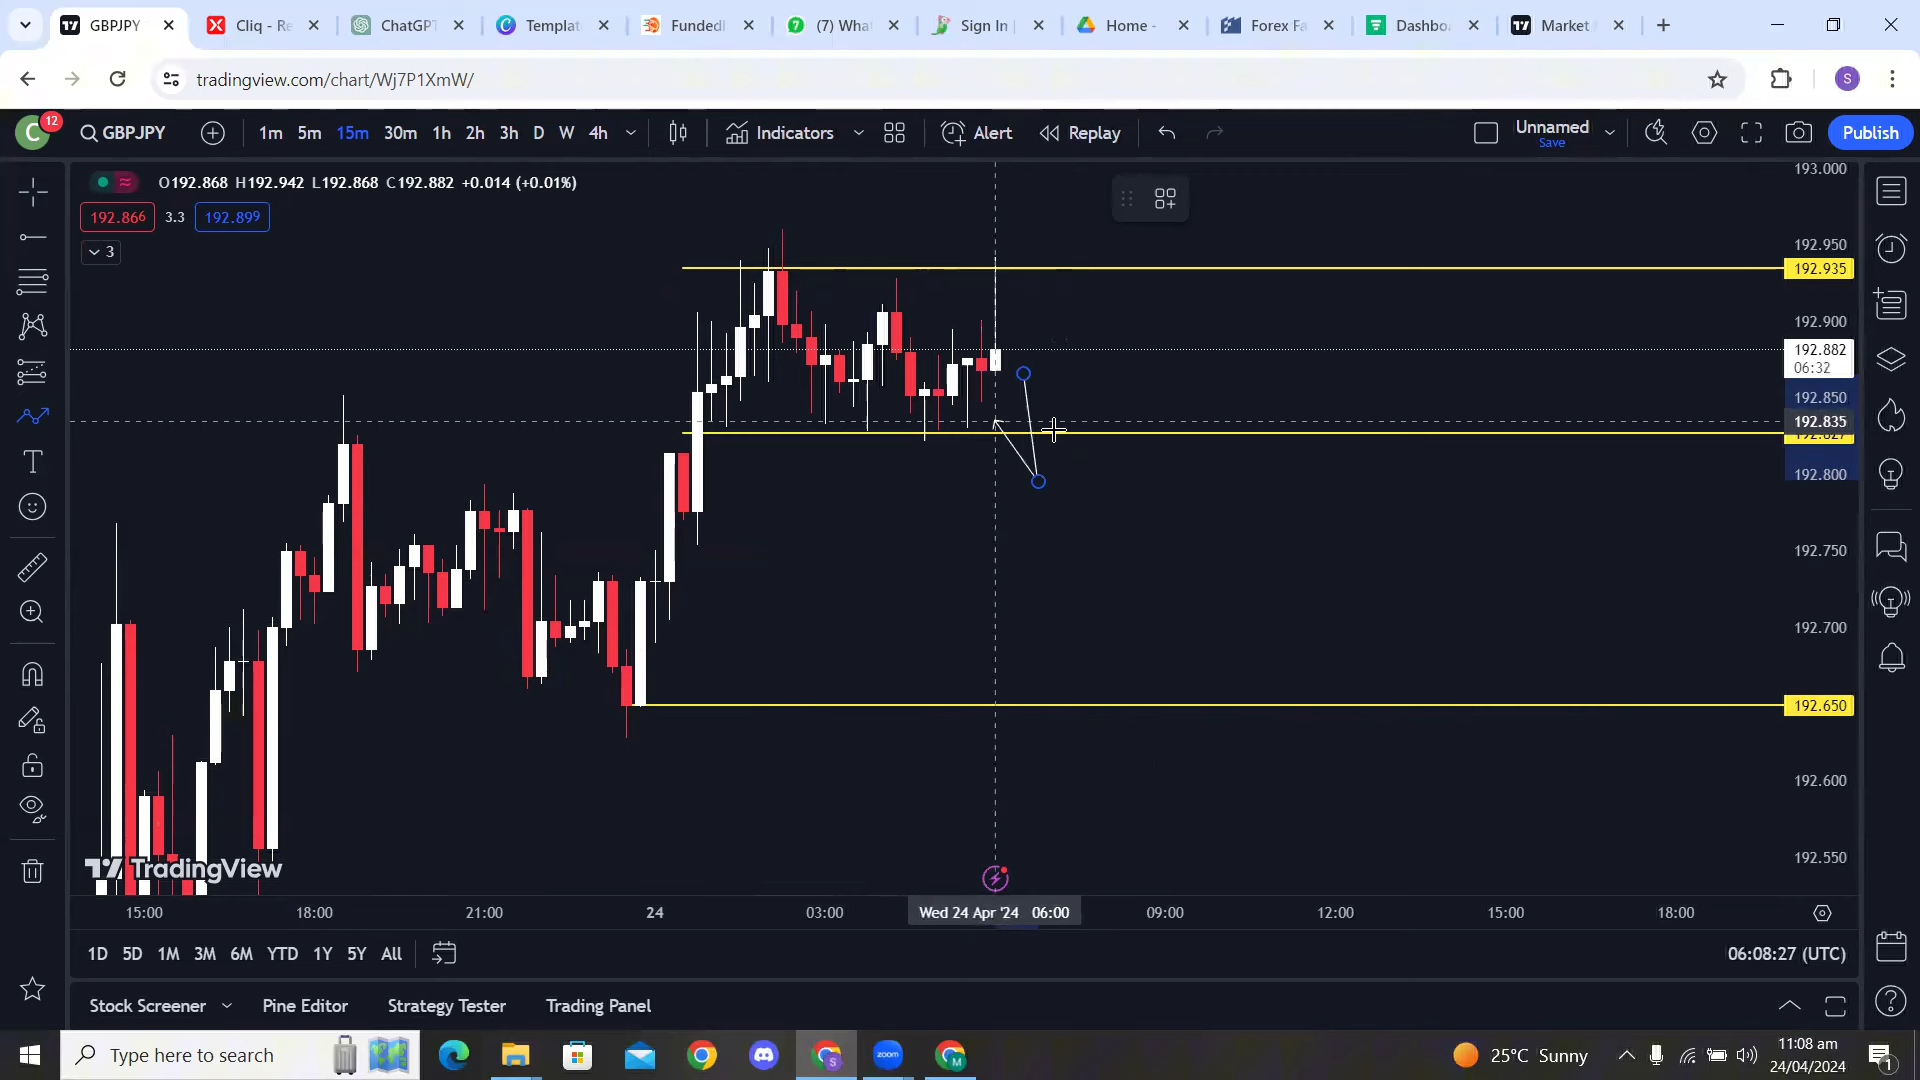 GBPJPY
Cliq - Re
ChatGPT
Templat
Funded
(7) What
Sign In |
Home -
Forex Fa
Dashbo
Market
tradingview.com/chart/Wj7P1XmW/
S
C
12
GBPJPY
1m 5m 15m 30m 1h 2h 3h D W 4h
Indicators
Alert
Replay
Unnamed
Save
Publish
O192.868 H192.942 L192.868 C192.882 +0.014 (+0.01%)
192.866
3.3
192.899
3
193.000
192.950
192.935
192.900
192.882
06:32
192.850
192.835
192.827
192.800
192.750
192.700
192.650
192.600
192.550
TradingView
15:00 18:00 21:00 24 03:00 Wed 24 Apr '24 06:00 09:00 12:00 15:00 18:00
1D 5D 1M 3M 6M YTD 1Y 5Y All
06:08:27 (UTC)
Stock Screener
Pine Editor
Strategy Tester
Trading Panel
Type here to search
zoom
S
M
25°C Sunny
11:08 am
24/04/2024
1